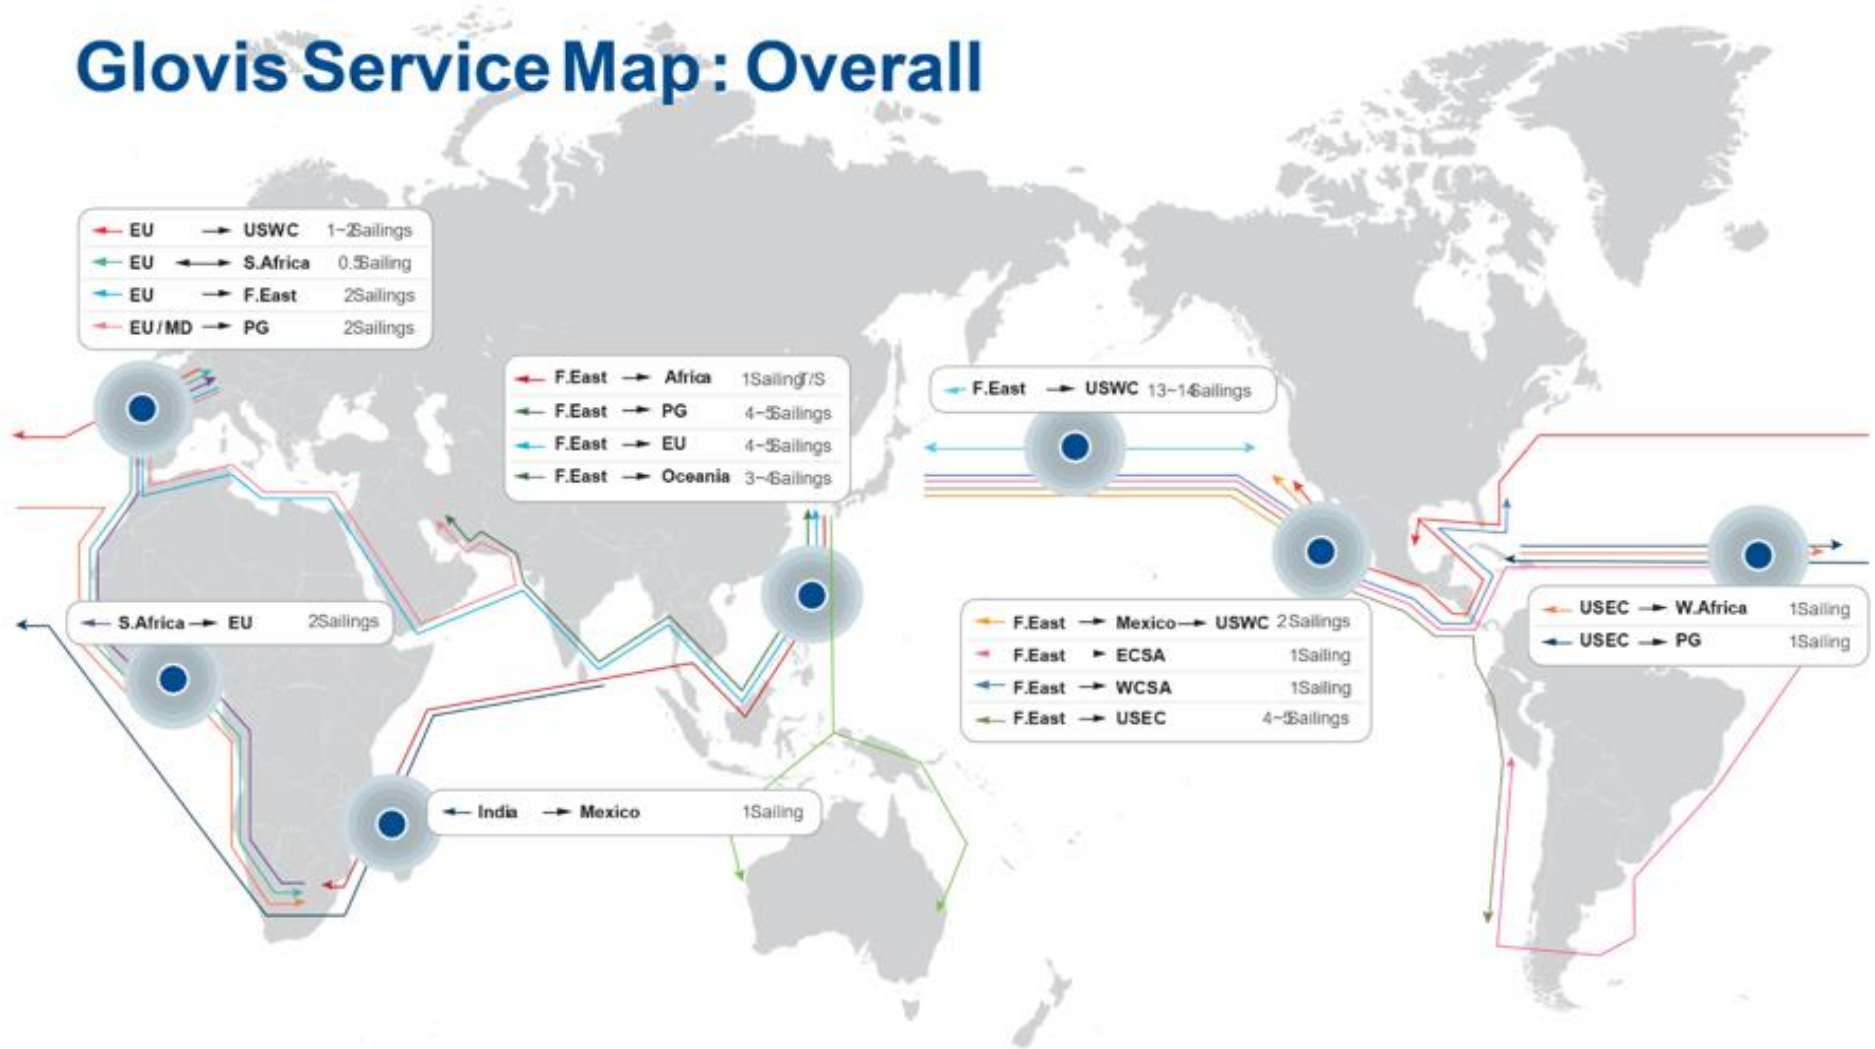 Glovis Service Map : Overall
EU USWC 1~2Sailings
EU S.Africa 0.5Sailing
EU F.East 2Sailings
EU / MD PG 2Sailings
F.East Africa 1SailingT/S
F.East PG 4~5Sailings
F.East EU 4~5Sailings
F.East Oceania 3~4Sailings
F.East USWC 13~14Sailings
S.Africa EU 2Sailings
F.East Mexico USWC 2Sailings
F.East ECSA 1Sailing
F.East WCSA 1Sailing
F.East USEC 4~5Sailings
USEC W.Africa 1Sailing
USEC PG 1Sailing
India Mexico 1Sailing